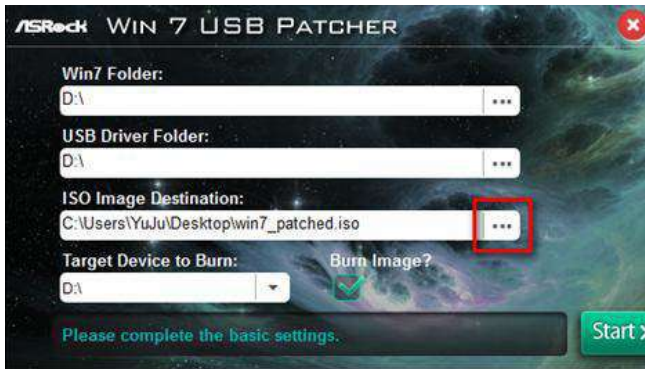 ASRock WIN 7 USB PATCHER
Win7 Folder:
D:\
...
USB Driver Folder:
D:\
...
ISO Image Destination:
C:\Users\YuJu\Desktop\win7_patched.iso
...
Target Device to Burn: Burn Image?
D:\
Please complete the basic settings.
Start